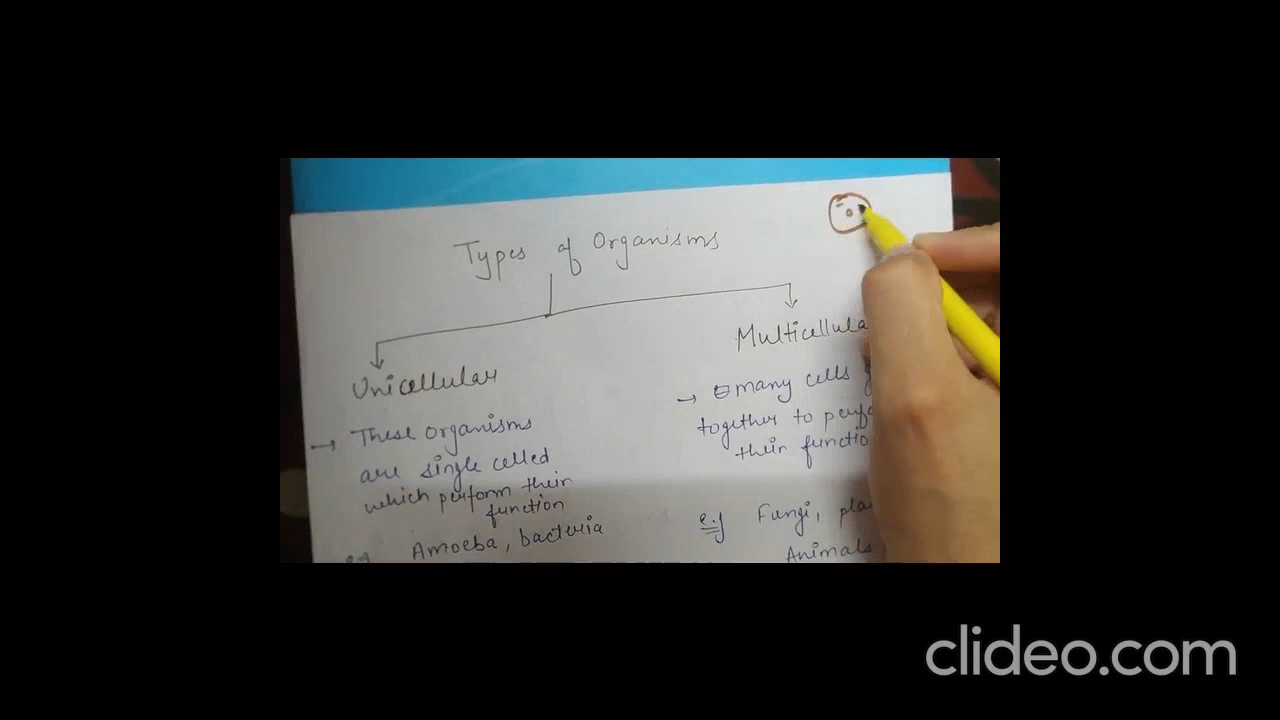 Types of Organisms
Unicellular
→ These organisms
are single celled
which perform their
function
e.g Amoeba, bacteria
Multicellula
→ many cells
together to perfo
their functio
e.g Fungi, pla
Animals
clideo.com